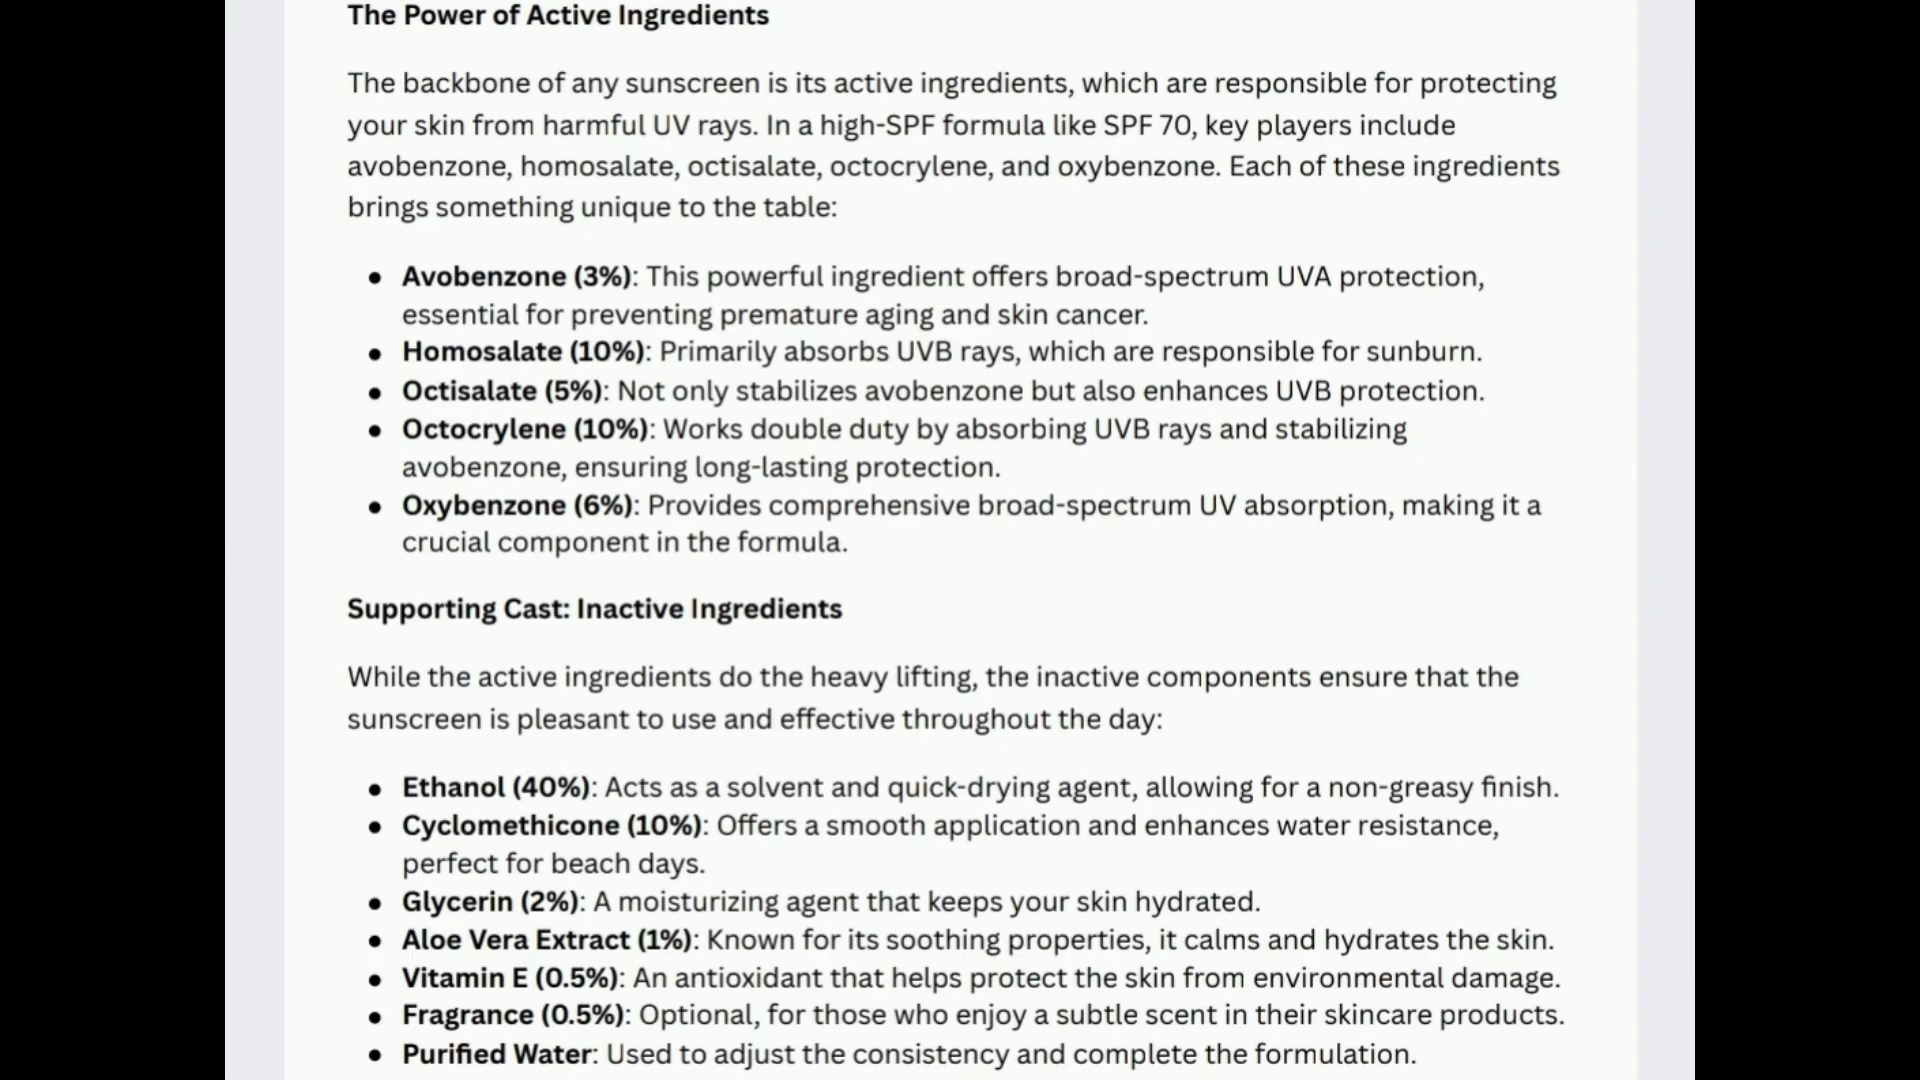 The Power of Active Ingredients
The backbone of any sunscreen is its active ingredients, which are responsible for protecting
your skin from harmful UV rays. In a high-SPF formula like SPF 70, key players include
avobenzone, homosalate, octisalate, octocrylene, and oxybenzone. Each of these ingredients
brings something unique to the table:
● Avobenzone (3%): This powerful ingredient offers broad-spectrum UVA protection,
essential for preventing premature aging and skin cancer.
● Homosalate (10%): Primarily absorbs UVB rays, which are responsible for sunburn.
● Octisalate (5%): Not only stabilizes avobenzone but also enhances UVB protection.
● Octocrylene (10%): Works double duty by absorbing UVB rays and stabilizing
avobenzone, ensuring long-lasting protection.
● Oxybenzone (6%): Provides comprehensive broad-spectrum UV absorption, making it a
crucial component in the formula.
Supporting Cast: Inactive Ingredients
While the active ingredients do the heavy lifting, the inactive components ensure that the
sunscreen is pleasant to use and effective throughout the day:
● Ethanol (40%): Acts as a solvent and quick-drying agent, allowing for a non-greasy finish.
● Cyclomethicone (10%): Offers a smooth application and enhances water resistance,
perfect for beach days.
● Glycerin (2%): A moisturizing agent that keeps your skin hydrated.
● Aloe Vera Extract (1%): Known for its soothing properties, it calms and hydrates the skin.
● Vitamin E (0.5%): An antioxidant that helps protect the skin from environmental damage.
● Fragrance (0.5%): Optional, for those who enjoy a subtle scent in their skincare products.
● Purified Water: Used to adjust the consistency and complete the formulation.